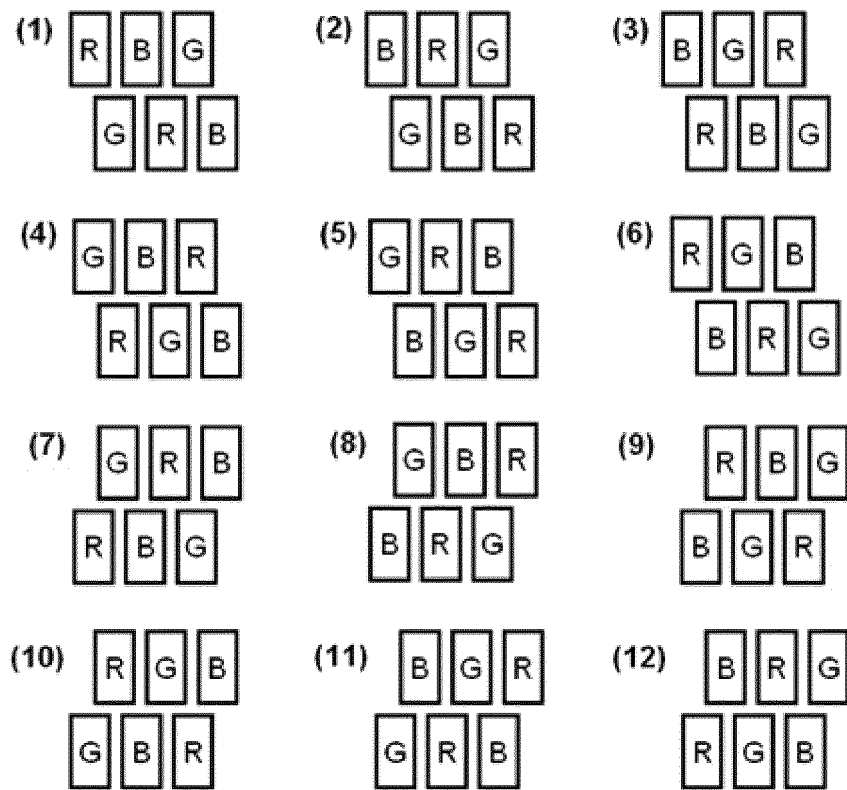 (1) R B G (2) B R G (3) B G R
G R B G B R R B G
(4) G B R (5) G R B (6) R G B
R G B B G R B R G
(7) G R B (8) G B R (9) R B G
R B G B R G B G R
(10) R G B (11) B G R (12) B R G
G B R G R B R G B